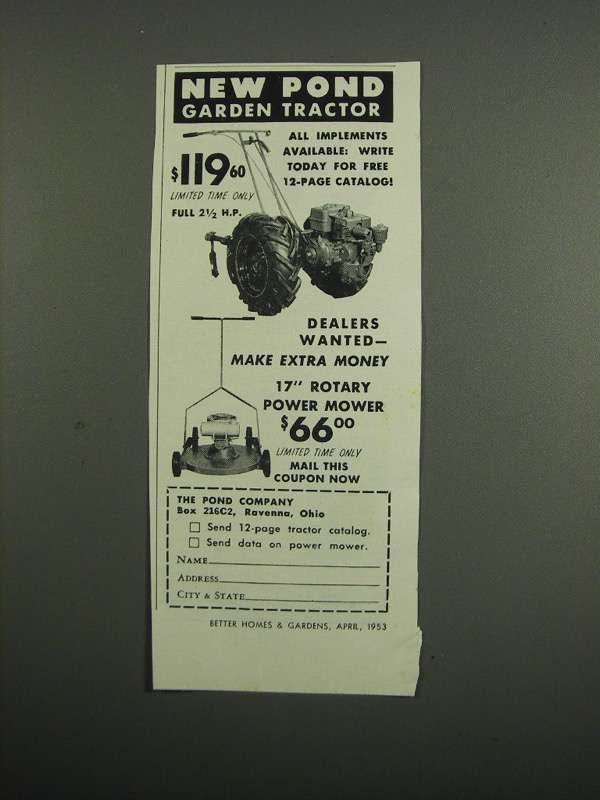 NEW POND
GARDEN TRACTOR
ALL IMPLEMENTS
AVAILABLE: WRITE
TODAY FOR FREE
12-PAGE CATALOG!
$119.60
LIMITED TIME ONLY
FULL 2½ H.P.
DEALERS
WANTED—
MAKE EXTRA MONEY
17" ROTARY
POWER MOWER
$66.00
LIMITED TIME ONLY
MAIL THIS
COUPON NOW
THE POND COMPANY
Box 216C2, Ravenna, Ohio
☐ Send 12-page tractor catalog.
☐ Send data on power mower.
NAME
ADDRESS
CITY & STATE
BETTER HOMES & GARDENS, APRIL, 1953